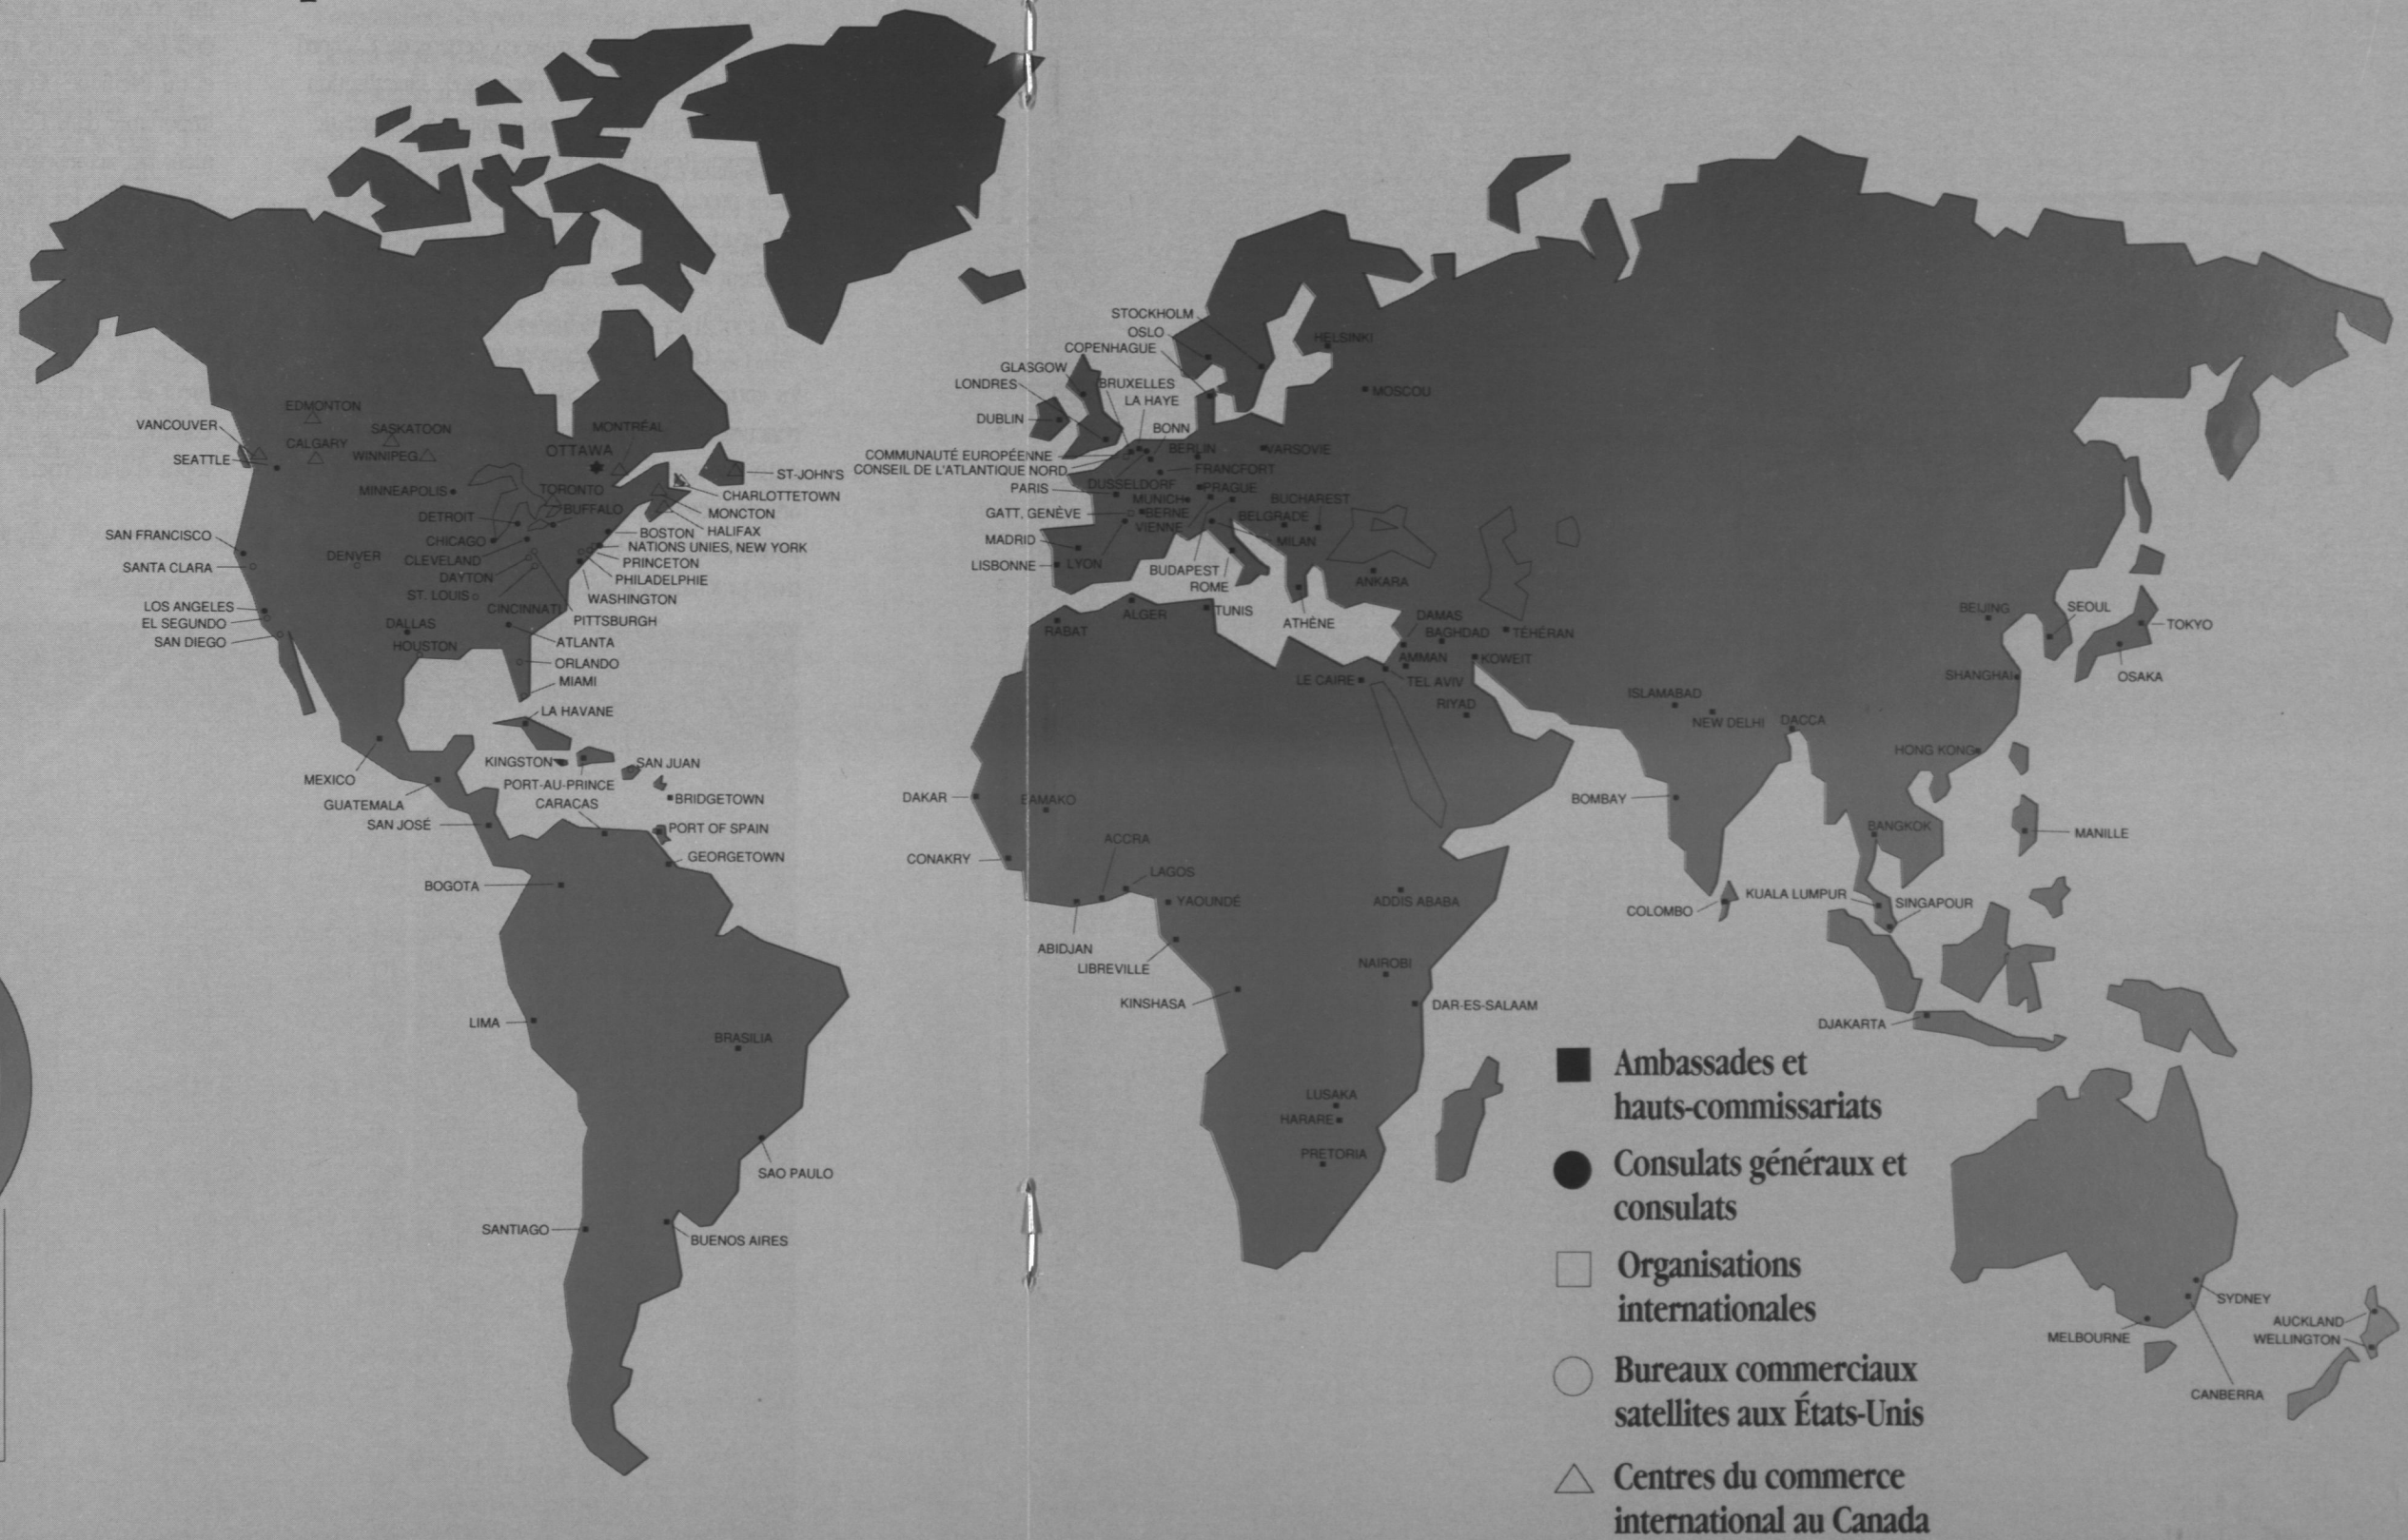 EDMONTON
VANCOUVER
CALGARY
SASKATOON
WINNIPEG
SEATTLE
OTTAWA
MONTRÉAL
ST-JOHN'S
CHARLOTTETOWN
MONCTON
HALIFAX
MINNEAPOLIS
TORONTO
BUFFALO
DETROIT
BOSTON
NATIONS UNIES, NEW YORK
PRINCETON
PHILADELPHIE
WASHINGTON
PITTSBURGH
CHICAGO
CLEVELAND
DAYTON
ST. LOUIS
CINCINNATI
SAN FRANCISCO
SANTA CLARA
DENVER
LOS ANGELES
EL SEGUNDO
SAN DIEGO
DALLAS
HOUSTON
ATLANTA
ORLANDO
MIAMI
LA HAVANE
KINGSTON
SAN JUAN
PORT-AU-PRINCE
MEXICO
GUATEMALA
SAN JOSÉ
CARACAS
BRIDGETOWN
PORT OF SPAIN
GEORGETOWN
BOGOTA
LIMA
BRASILIA
SAO PAULO
SANTIAGO
BUENOS AIRES
STOCKHOLM
OSLO
COPENHAGUE
HELSINKI
GLASGOW
LONDRES
BRUXELLES
LA HAYE
MOSCOU
DUBLIN
BONN
BERLIN
VARSOVIE
COMMUNAUTÉ EUROPÉENNE
CONSEIL DE L'ATLANTIQUE NORD
FRANCFORT
PARIS
DUSSELDORF
PRAGUE
MUNICH
BUCHAREST
GATT, GENÈVE
BERNE
BELGRADE
VIENNE
MADRID
MILAN
LISBONNE
LYON
BUDAPEST
ROME
ANKARA
ATHÈNE
ALGER
TUNIS
RABAT
DAMAS
BAGHDAD
TÉHÉRAN
AMMAN
KOWEIT
LE CAIRE
TEL AVIV
RIYAD
DAKAR
BAMAKO
CONAKRY
ACCRA
LAGOS
YAOUNDÉ
ABIDJAN
LIBREVILLE
KINSHASA
ADDIS ABABA
NAIROBI
DAR-ES-SALAAM
LUSAKA
HARARE
PRETORIA
BEIJING
SEOUL
TOKYO
OSAKA
SHANGHAI
ISLAMABAD
NEW DELHI
DACCA
HONG KONG
BOMBAY
BANGKOK
MANILLE
COLOMBO
KUALA LUMPUR
SINGAPOUR
DJAKARTA
SYDNEY
MELBOURNE
CANBERRA
AUCKLAND
WELLINGTON
Ambassades et
hauts-commissariats
Consulats généraux et
consulats
Organisations
internationales
Bureaux commerciaux
satellites aux États-Unis
Centres du commerce
international au Canada